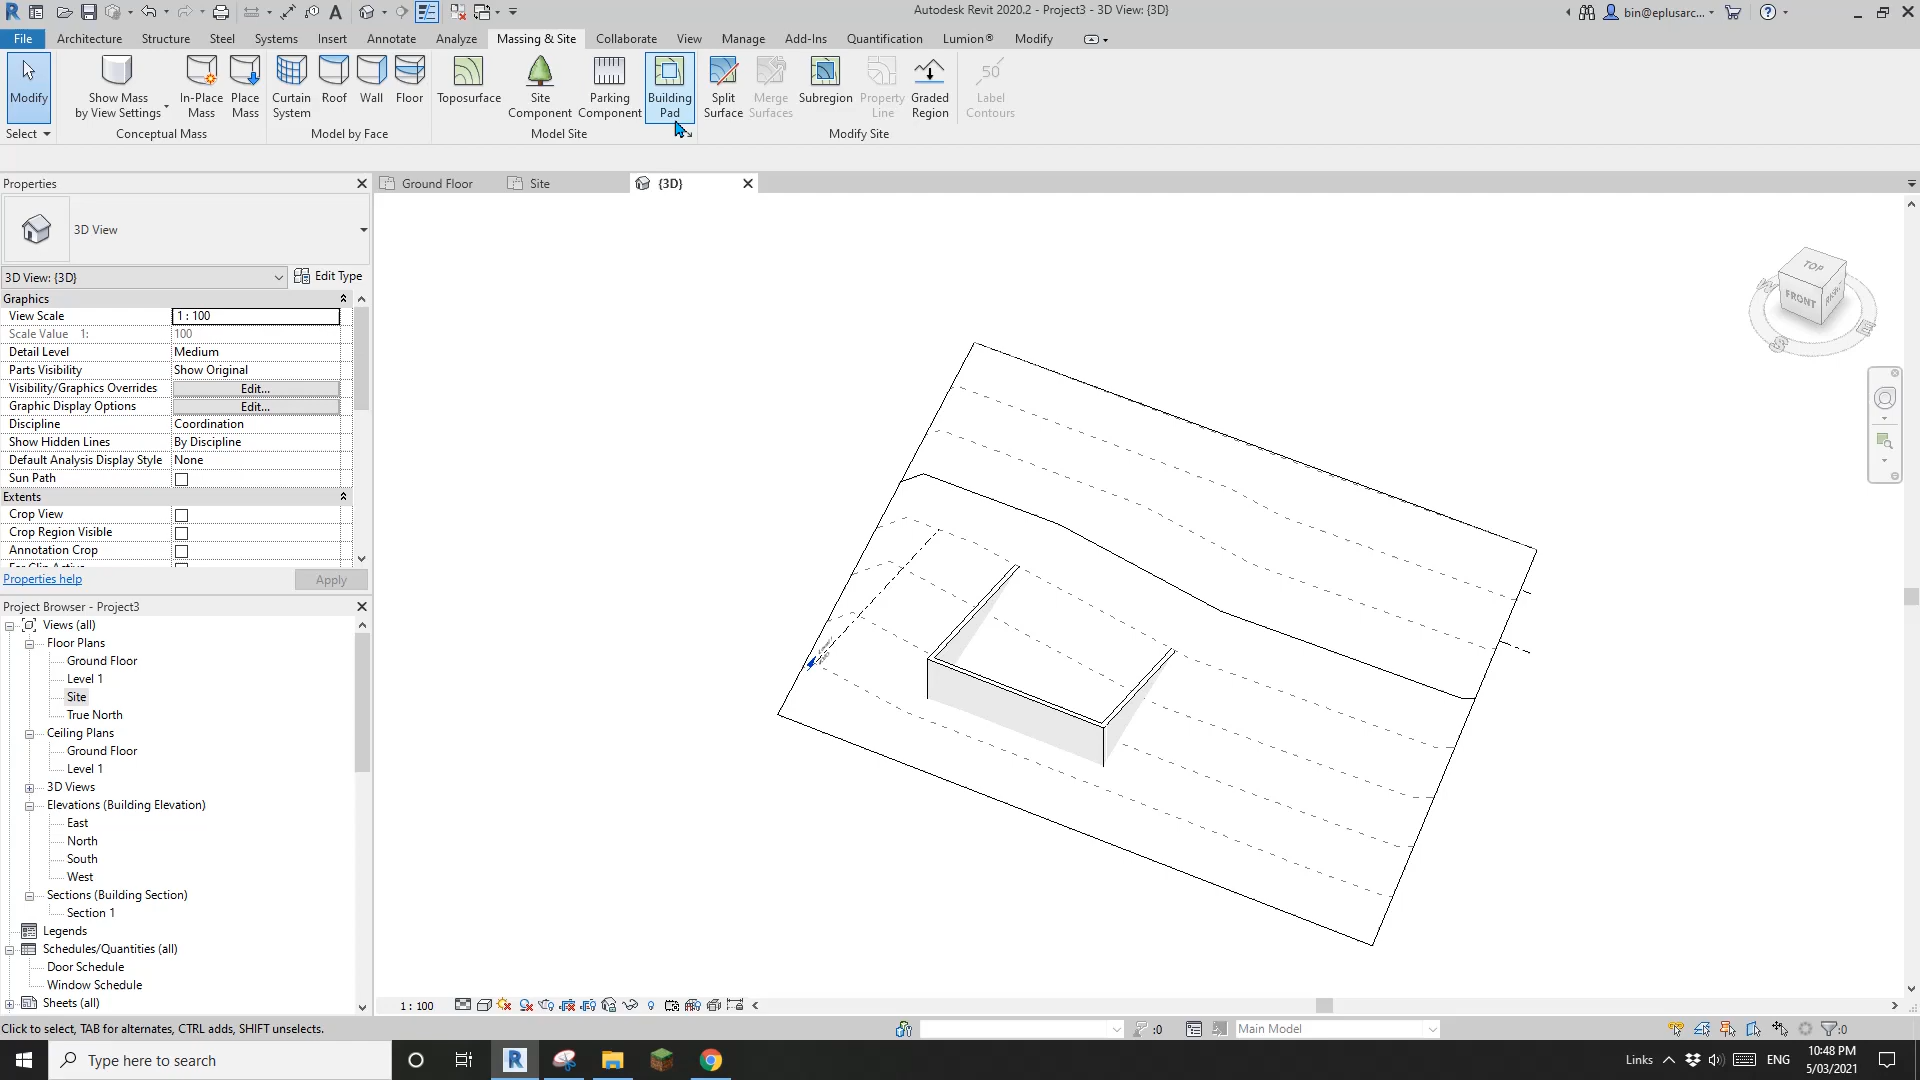 Autodesk Revit 2020.2 - Project3 - 3D View: {3D}
bin@eplusarc...
File Architecture Structure Steel Systems Insert Annotate Analyze Massing & Site Collaborate View Manage Add-Ins Quantification Lumion® Modify
Modify
Show Mass
by View Settings
In-Place
Mass
Place
Mass
Curtain
System
Roof
Wall
Floor
Toposurface
Site
Component
Parking
Component
Building
Pad
Split
Surface
Merge
Surfaces
Subregion
Property
Line
Graded
Region
50
Label
Contours
Select
Conceptual Mass
Model by Face
Model Site
Modify Site
Properties
Ground Floor
Site
{3D}
3D View
3D View: {3D}
Edit Type
Graphics
View Scale 1 : 100
Scale Value 1: 100
Detail Level Medium
Parts Visibility Show Original
Visibility/Graphics Overrides Edit...
Graphic Display Options Edit...
Discipline Coordination
Show Hidden Lines By Discipline
Default Analysis Display Style None
Sun Path
Extents
Crop View
Crop Region Visible
Annotation Crop
Properties help
Apply
Project Browser - Project3
Views (all)
Floor Plans
Ground Floor
Level 1
Site
True North
Ceiling Plans
Ground Floor
Level 1
3D Views
Elevations (Building Elevation)
East
North
South
West
Sections (Building Section)
Section 1
Legends
Schedules/Quantities (all)
Door Schedule
Window Schedule
Sheets (all)
TOP
FRONT
RIGHT
W
S
E
1 : 100
Click to select, TAB for alternates, CTRL adds, SHIFT unselects.
:0
Main Model
:0
Type here to search
Links
ENG
10:48 PM
5/03/2021